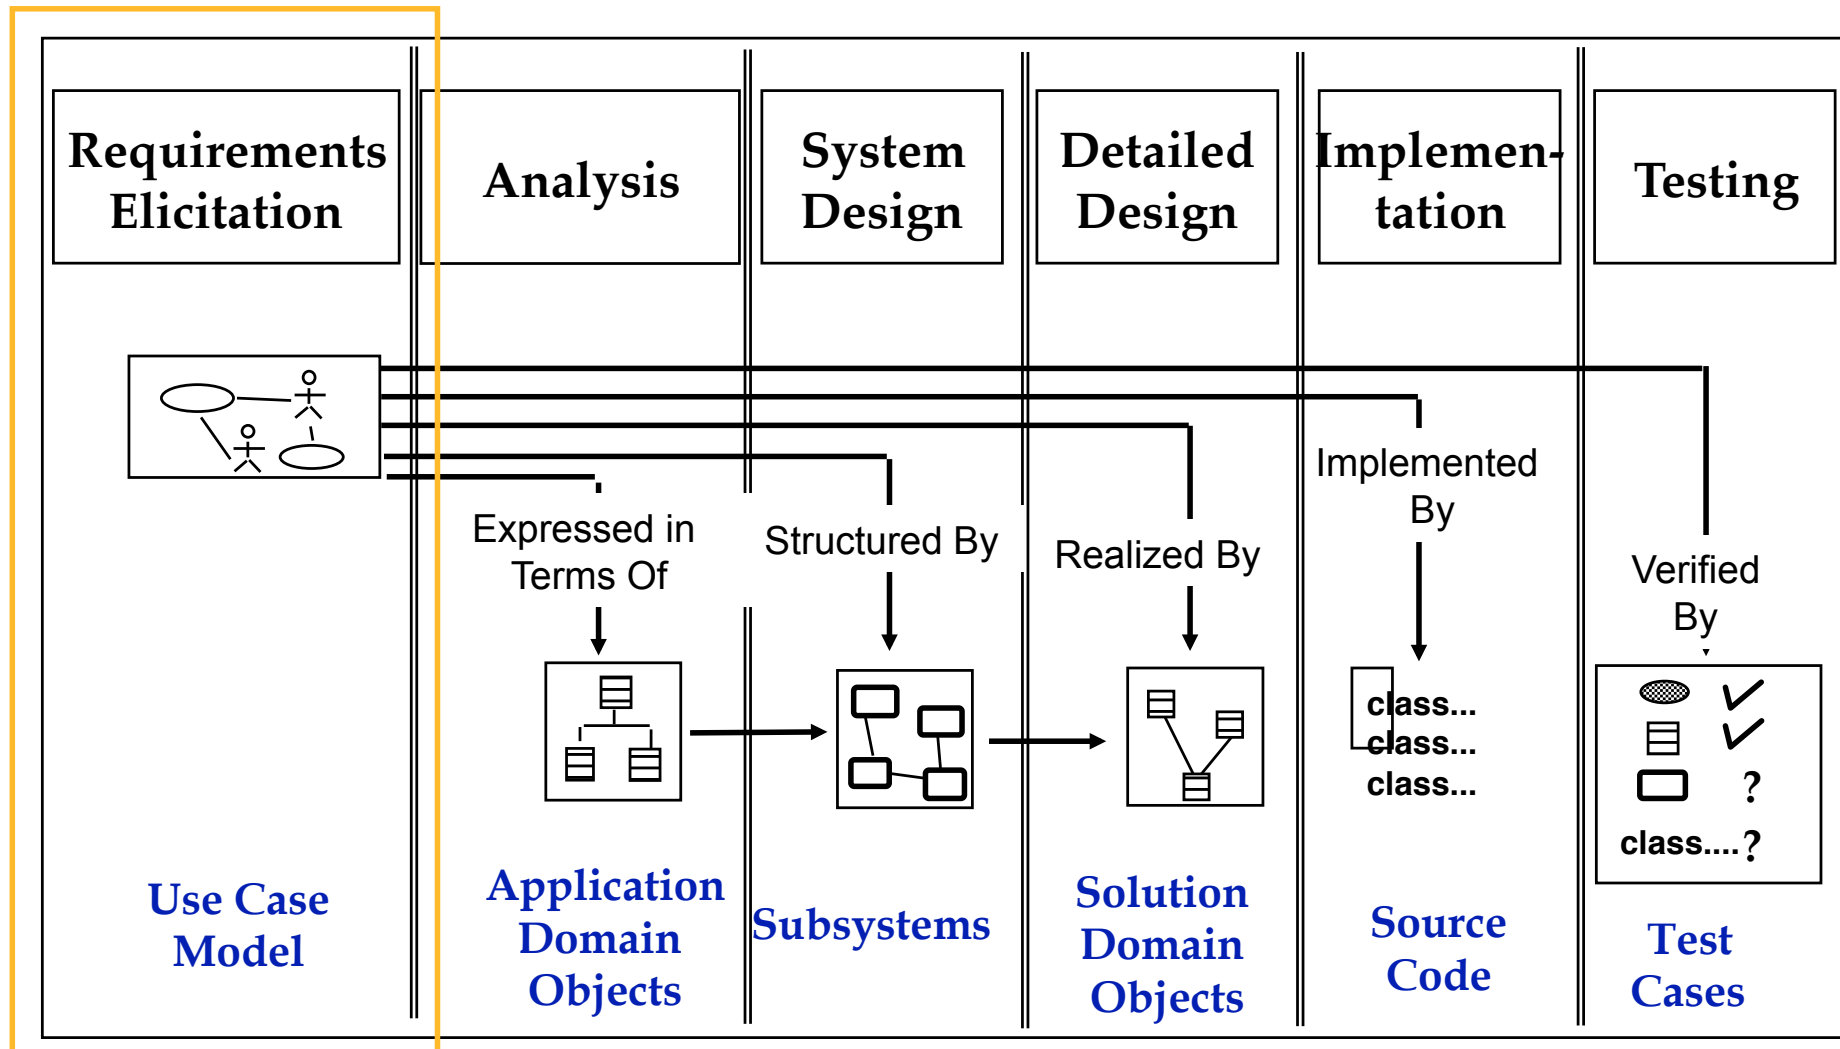 Requirements
Elicitation
Analysis
System
Design
Detailed
Design
Implemen-
tation
Testing
Expressed in
Terms Of
Structured By
Realized By
Implemented
By
Verified
By
class...
class...
class...
?
class....?
Use Case
Model
Application
Domain
Objects
Subsystems
Solution
Domain
Objects
Source
Code
Test
Cases